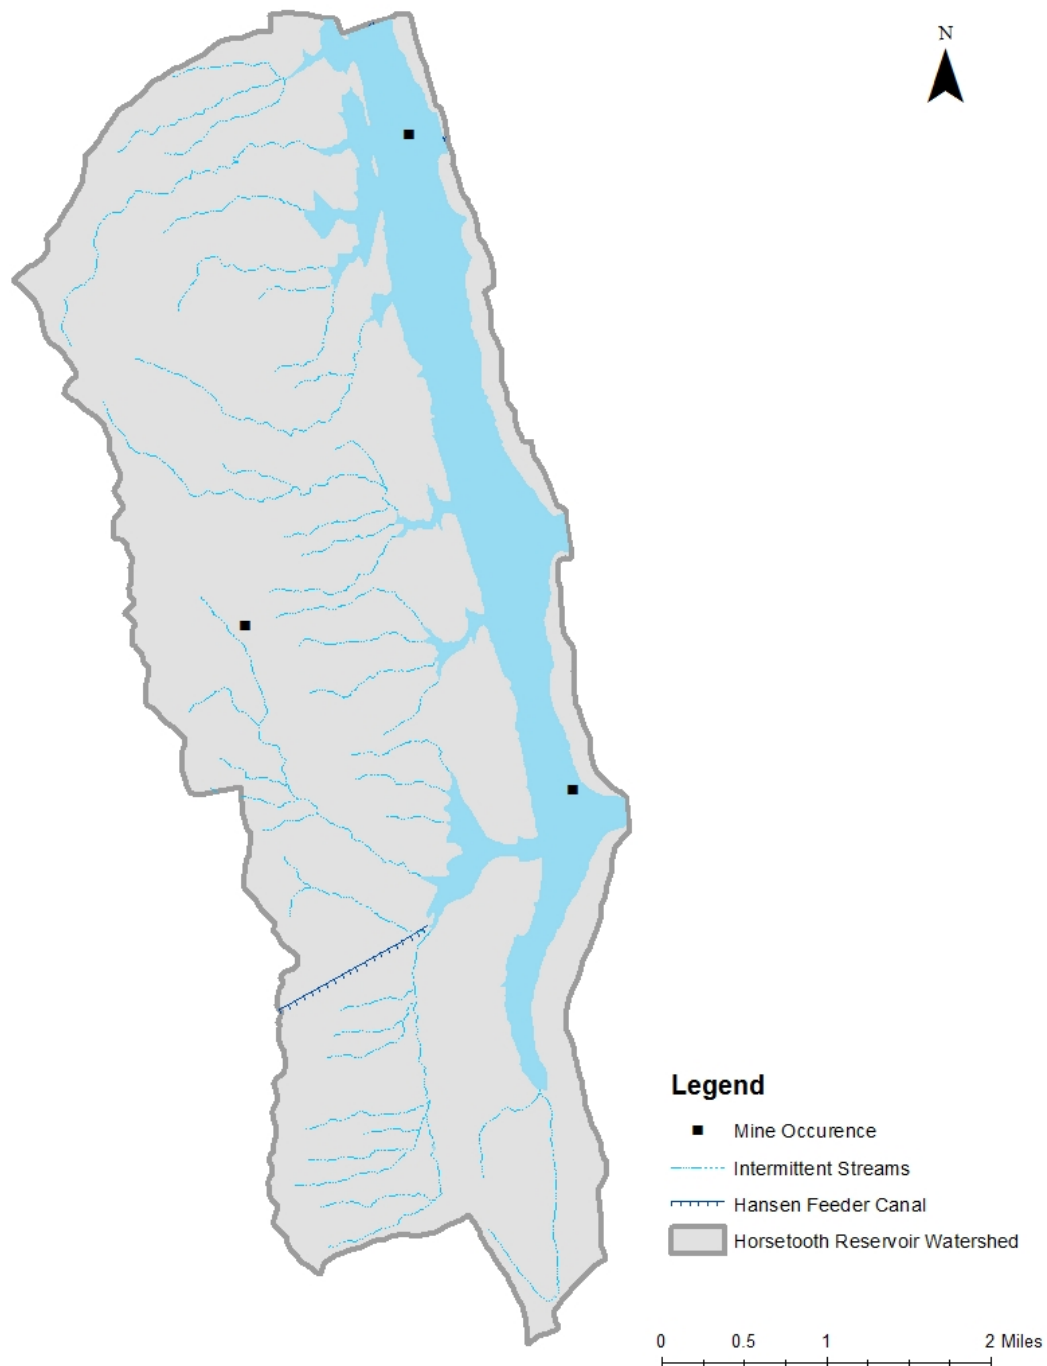 N
Legend
Mine Occurence
Intermittent Streams
Hansen Feeder Canal
Horsetooth Reservoir Watershed
0 0.5 1 2 Miles